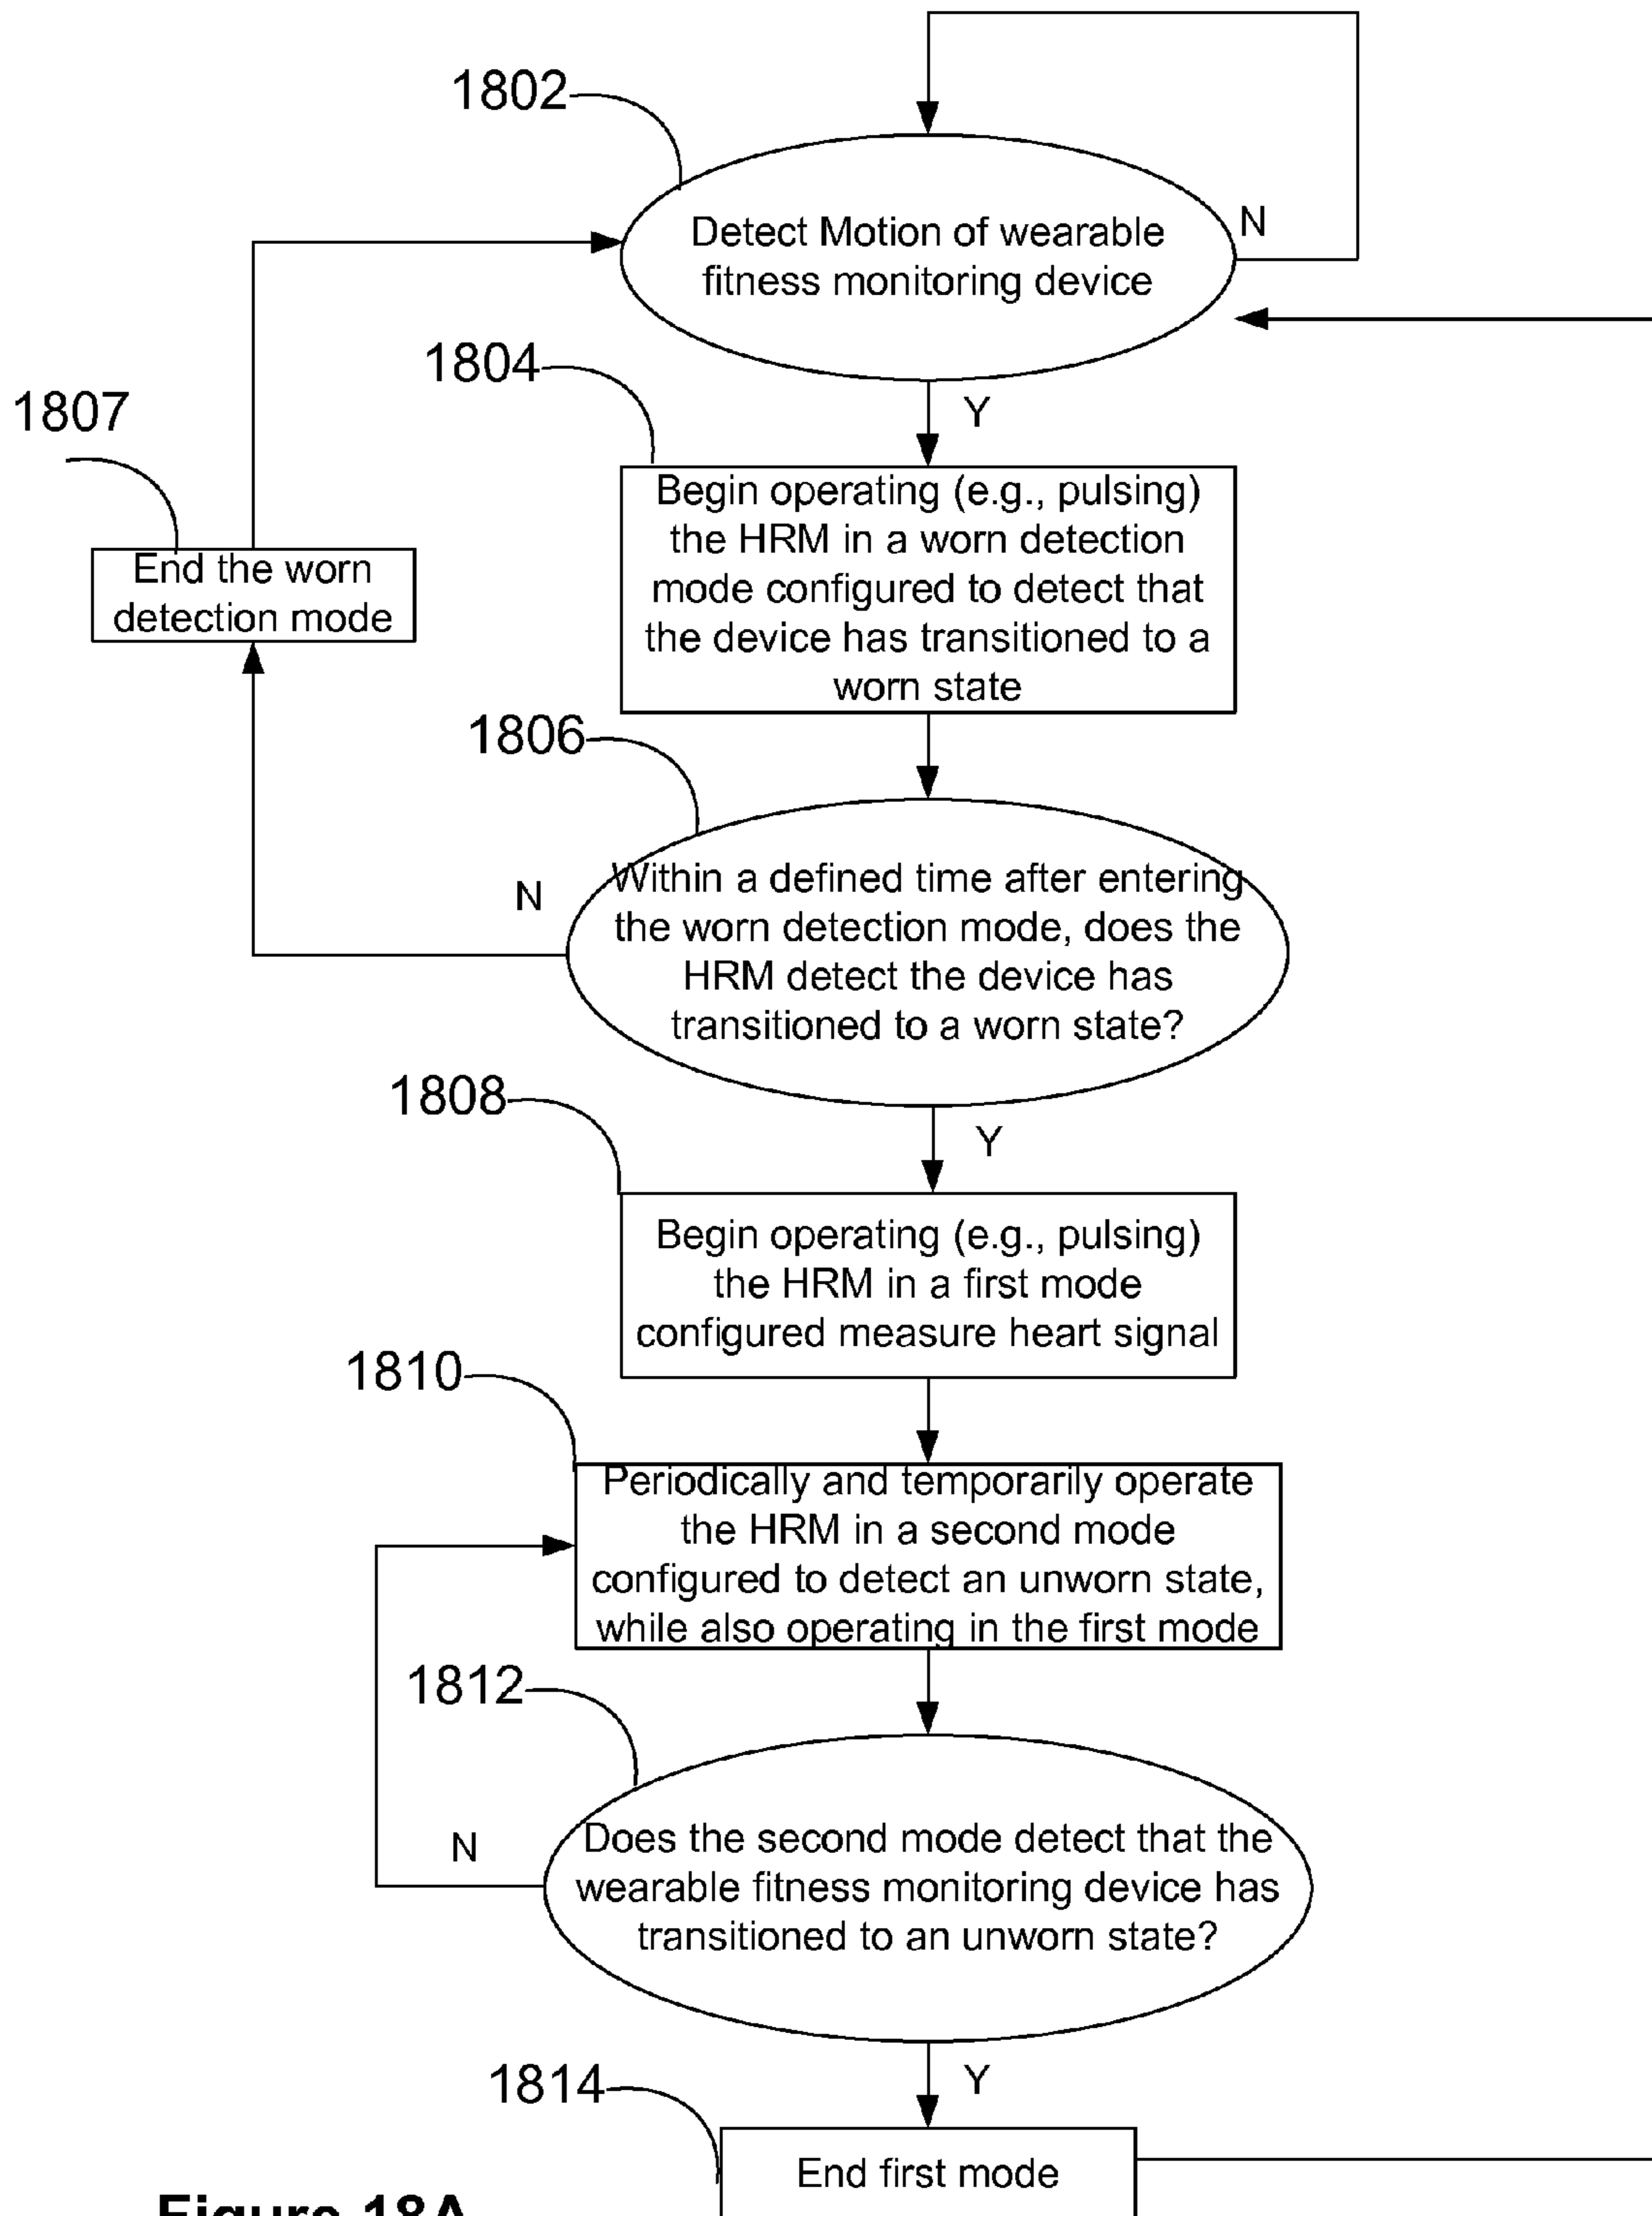 1802
Detect Motion of wearable
fitness monitoring device
N
1804
Y
1807
Begin operating (e.g., pulsing)
the HRM in a worn detection
mode configured to detect that
the device has transitioned to a
worn state
End the worn
detection mode
1806
Within a defined time after entering
the worn detection mode, does the
HRM detect the device has
transitioned to a worn state?
N
1808
Y
Begin operating (e.g., pulsing)
the HRM in a first mode
configured measure heart signal
1810
Periodically and temporarily operate
the HRM in a second mode
configured to detect an unworn state,
while also operating in the first mode
1812
Does the second mode detect that the
wearable fitness monitoring device has
transitioned to an unworn state?
N
1814
Y
End first mode
Figure 18A